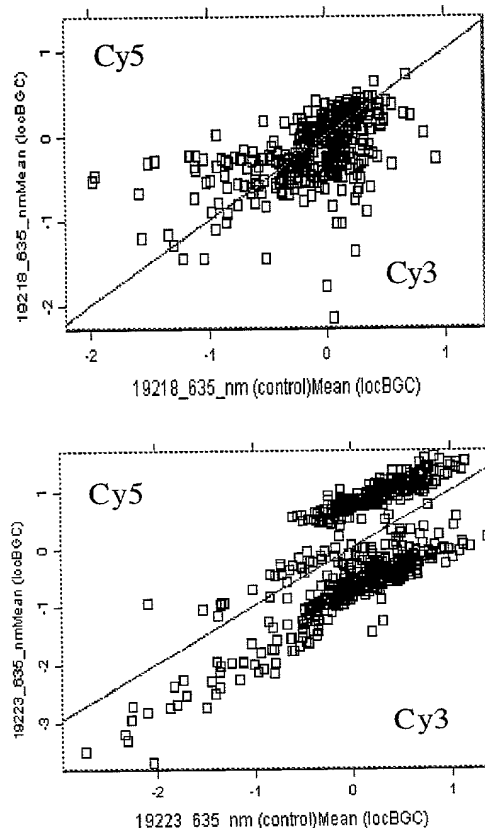 Cy5
1
0
-1
-2
19218_635_nmMean (locBGC)
Cy3
-2
-1
0
1
19218_635_nm (control)Mean (locBGC)
Cy5
1
0
-1
-2
-3
19223_635_nmMean (locBGC)
Cy3
-2
-1
0
1
19223_635_nm (control)Mean (locBGC)